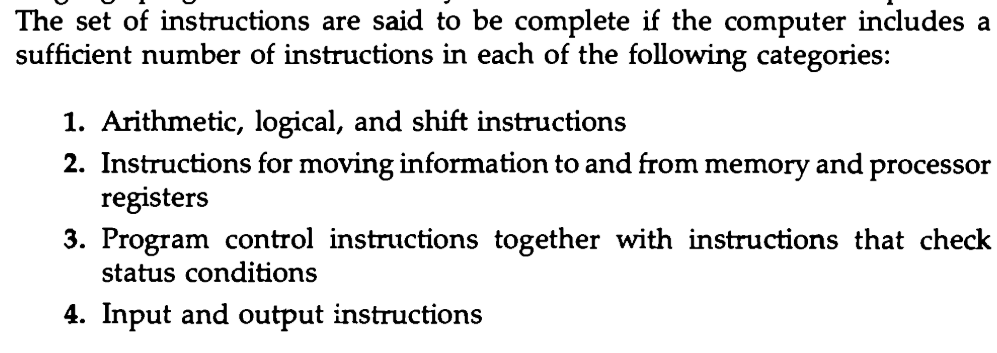 The set of instructions are said to be complete if the computer includes a
sufficient number of instructions in each of the following categories:
1. Arithmetic, logical, and shift instructions
2. Instructions for moving information to and from memory and processor
registers
3. Program control instructions together with instructions that check
status conditions
4. Input and output instructions